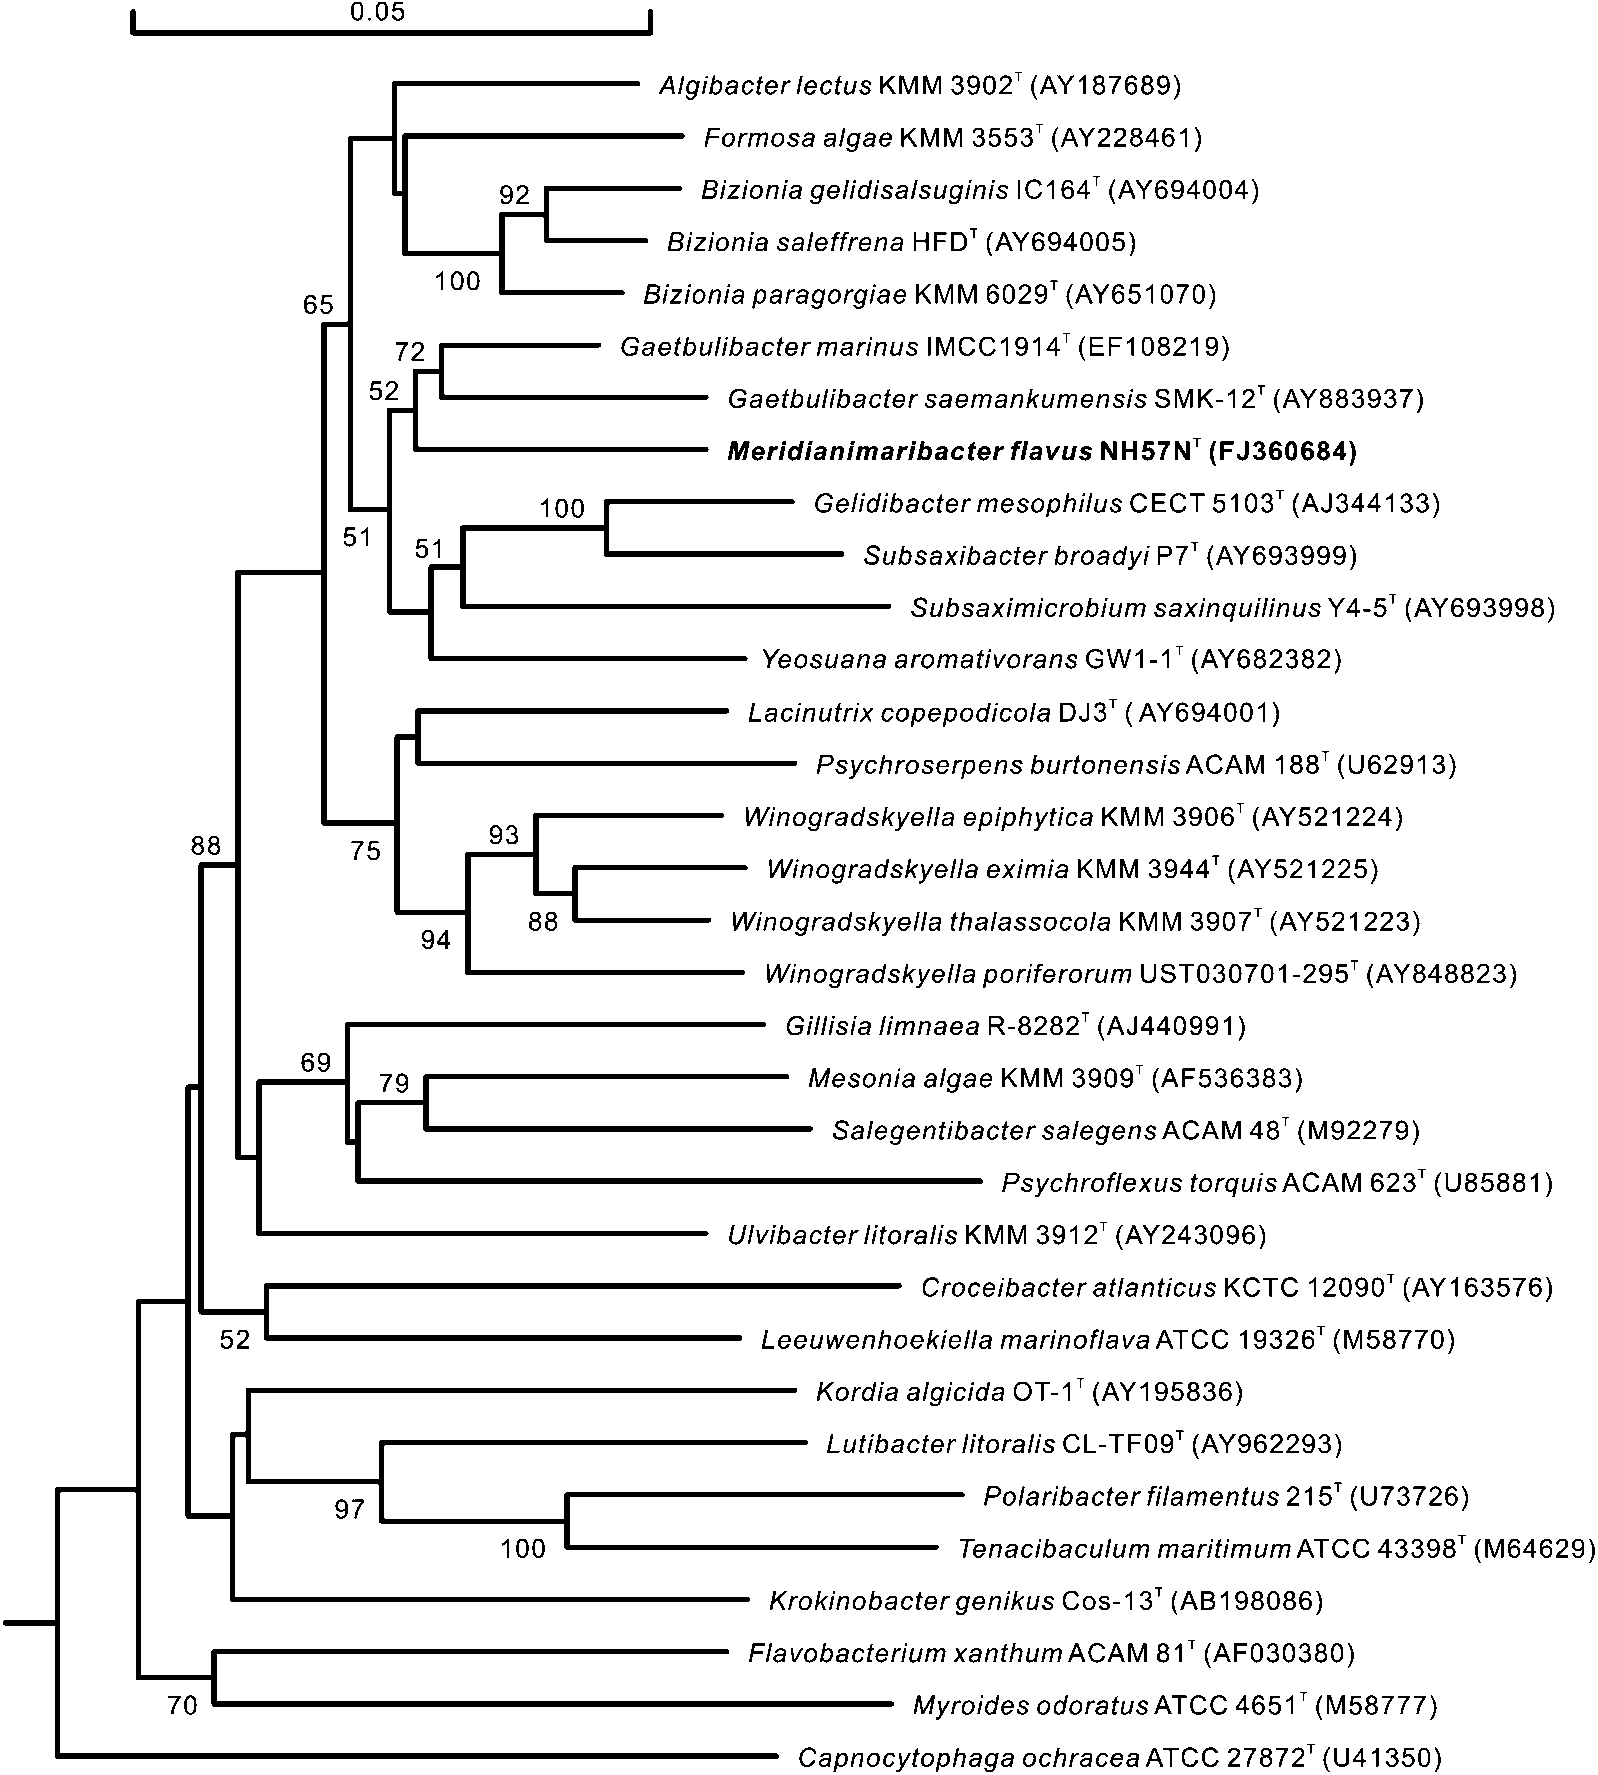 0.05
Algibacter lectus KMM 3902ᵀ (AY187689)
Formosa algae KMM 3553ᵀ (AY228461)
92
Bizionia gelidisalsuginis IC164ᵀ (AY694004)
Bizionia saleffrena HFDᵀ (AY694005)
100
Bizionia paragorgiae KMM 6029ᵀ (AY651070)
65
72
Gaetbulibacter marinus IMCC1914ᵀ (EF108219)
52
Gaetbulibacter saemankumensis SMK-12ᵀ (AY883937)
Meridianimaribacter flavus NH57Nᵀ (FJ360684)
100
Gelidibacter mesophilus CECT 5103ᵀ (AJ344133)
51
51
Subsaxibacter broadyi P7ᵀ (AY693999)
Subsaximicrobium saxinquilinus Y4-5ᵀ (AY693998)
Yeosuana aromativorans GW1-1ᵀ (AY682382)
Lacinutrix copepodicola DJ3ᵀ ( AY694001)
Psychroserpens burtonensis ACAM 188ᵀ (U62913)
Winogradskyella epiphytica KMM 3906ᵀ (AY521224)
93
88
75
Winogradskyella eximia KMM 3944ᵀ (AY521225)
88
Winogradskyella thalassocola KMM 3907ᵀ (AY521223)
94
Winogradskyella poriferorum UST030701-295ᵀ (AY848823)
Gillisia limnaea R-8282ᵀ (AJ440991)
69
79
Mesonia algae KMM 3909ᵀ (AF536383)
Salegentibacter salegens ACAM 48ᵀ (M92279)
Psychroflexus torquis ACAM 623ᵀ (U85881)
Ulvibacter litoralis KMM 3912ᵀ (AY243096)
Croceibacter atlanticus KCTC 12090ᵀ (AY163576)
52
Leeuwenhoekiella marinoflava ATCC 19326ᵀ (M58770)
Kordia algicida OT-1ᵀ (AY195836)
Lutibacter litoralis CL-TF09ᵀ (AY962293)
97
Polaribacter filamentus 215ᵀ (U73726)
100
Tenacibaculum maritimum ATCC 43398ᵀ (M64629)
Krokinobacter genikus Cos-13ᵀ (AB198086)
Flavobacterium xanthum ACAM 81ᵀ (AF030380)
70
Myroides odoratus ATCC 4651ᵀ (M58777)
Capnocytophaga ochracea ATCC 27872ᵀ (U41350)